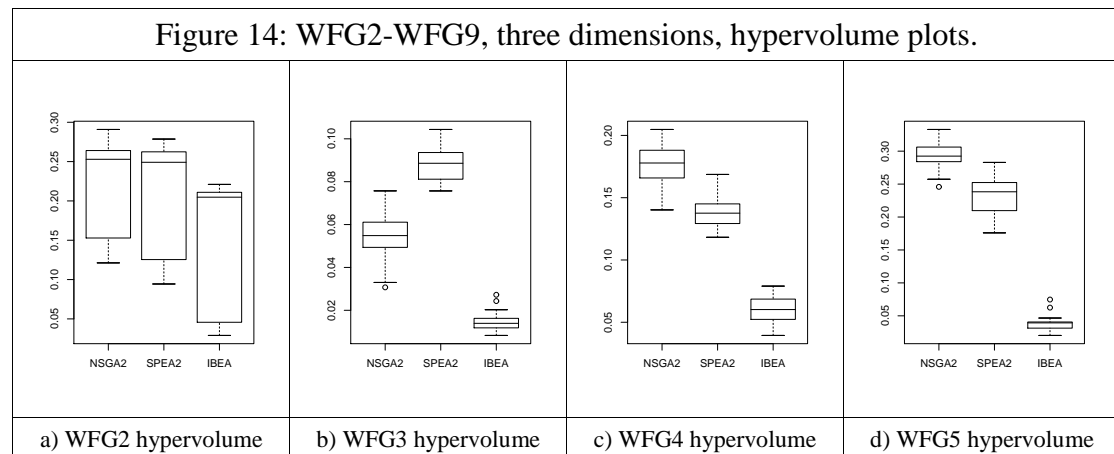 Figure 14: WFG2-WFG9, three dimensions, hypervolume plots.
0.30
0.25
0.20
0.15
0.10
0.05
NSGA2 SPEA2 IBEA
0.10
0.08
0.06
0.04
0.02
NSGA2 SPEA2 IBEA
0.20
0.15
0.10
0.05
NSGA2 SPEA2 IBEA
0.30
0.25
0.20
0.15
0.10
0.05
NSGA2 SPEA2 IBEA
a) WFG2 hypervolume
b) WFG3 hypervolume
c) WFG4 hypervolume
d) WFG5 hypervolume